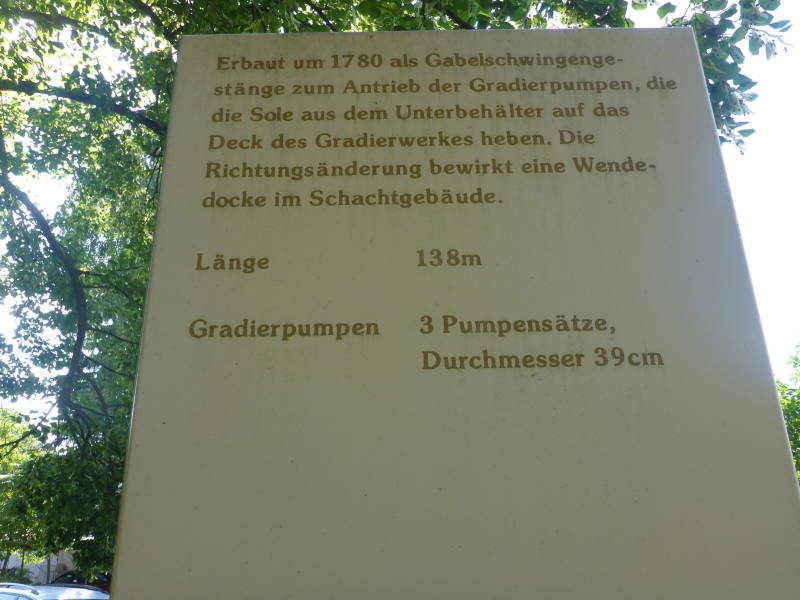 Erbaut um 1780 als Gabelschwingenge-
stänge zum Antrieb der Gradierpumpen, die
die Sole aus dem Unterbehälter auf das
Deck des Gradierwerkes heben. Die
Richtungsänderung bewirkt eine Wende-
docke im Schachtgebäude.
Länge 138m
Gradierpumpen 3 Pumpensätze,
Durchmesser 39cm